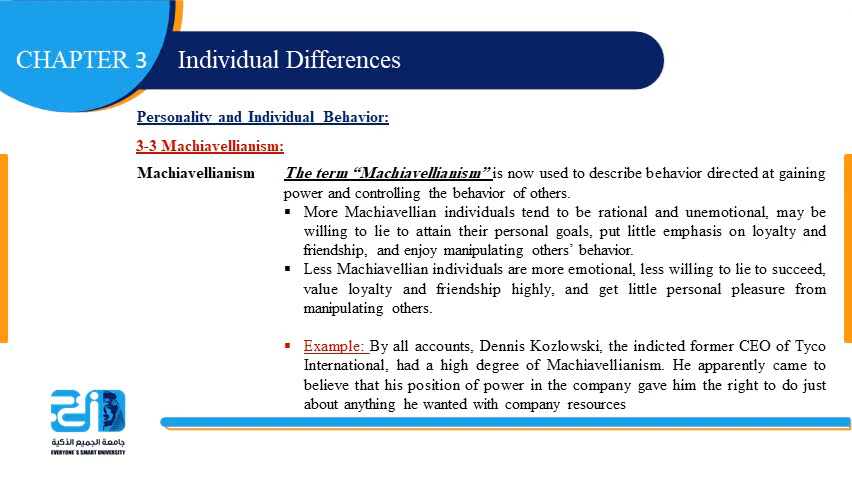 CHAPTER 3 Individual Differences
Personality and Individual Behavior:
3-3 Machiavellianism:
Machiavellianism The term “Machiavellianism” is now used to describe behavior directed at gaining
power and controlling the behavior of others.
▪ More Machiavellian individuals tend to be rational and unemotional, may be
willing to lie to attain their personal goals, put little emphasis on loyalty and
friendship, and enjoy manipulating others’ behavior.
▪ Less Machiavellian individuals are more emotional, less willing to lie to succeed,
value loyalty and friendship highly, and get little personal pleasure from
manipulating others.
▪ Example: By all accounts, Dennis Kozlowski, the indicted former CEO of Tyco
International, had a high degree of Machiavellianism. He apparently came to
believe that his position of power in the company gave him the right to do just
about anything he wanted with company resources
جامعة الجميع الذكية
EVERYONE`S SMART UNIVERSITY